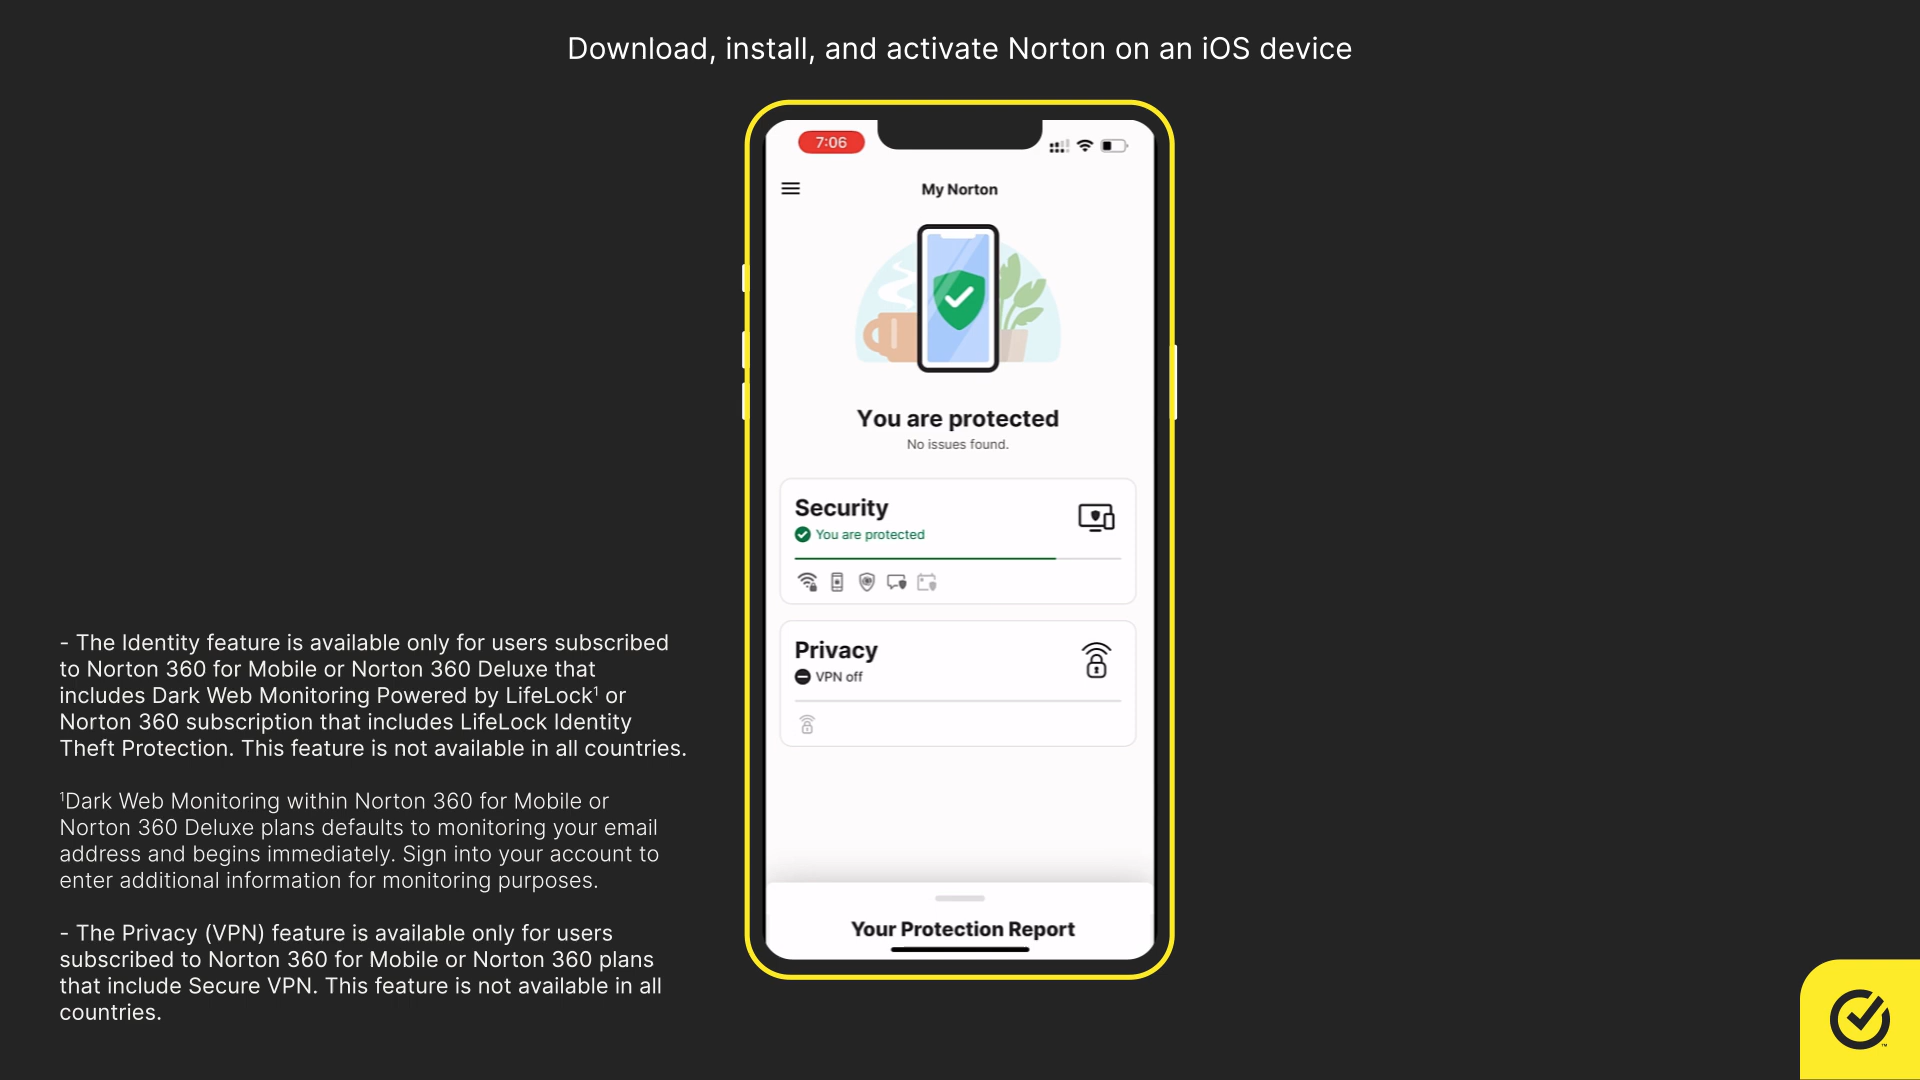 Download, install, and activate Norton on an iOS device
7:06
My Norton
You are protected
No issues found.
Security
You are protected
Privacy
VPN off
Your Protection Report
- The Identity feature is available only for users subscribed
to Norton 360 for Mobile or Norton 360 Deluxe that
includes Dark Web Monitoring Powered by LifeLock¹ or
Norton 360 subscription that includes LifeLock Identity
Theft Protection. This feature is not available in all countries.
¹Dark Web Monitoring within Norton 360 for Mobile or
Norton 360 Deluxe plans defaults to monitoring your email
address and begins immediately. Sign into your account to
enter additional information for monitoring purposes.
- The Privacy (VPN) feature is available only for users
subscribed to Norton 360 for Mobile or Norton 360 plans
that include Secure VPN. This feature is not available in all
countries.